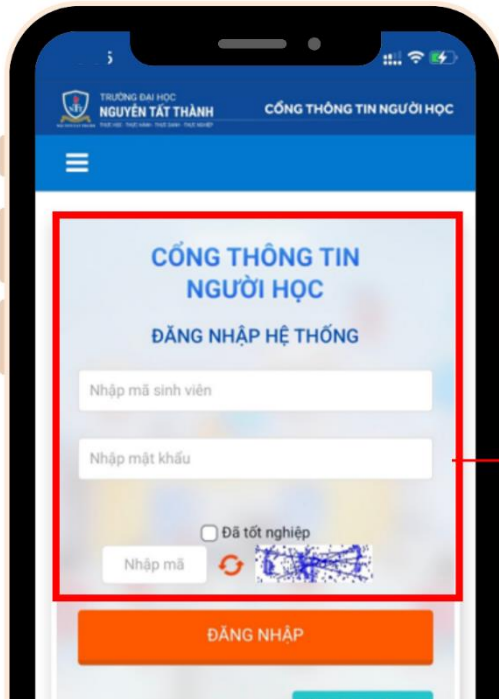 TRƯỜNG ĐẠI HỌC
NGUYỄN TẤT THÀNH
CỔNG THÔNG TIN NGƯỜI HỌC
CỔNG THÔNG TIN
NGƯỜI HỌC
ĐĂNG NHẬP HỆ THỐNG
Nhập mã sinh viên
Nhập mật khẩu
Đã tốt nghiệp
Nhập mã
ĐĂNG NHẬP